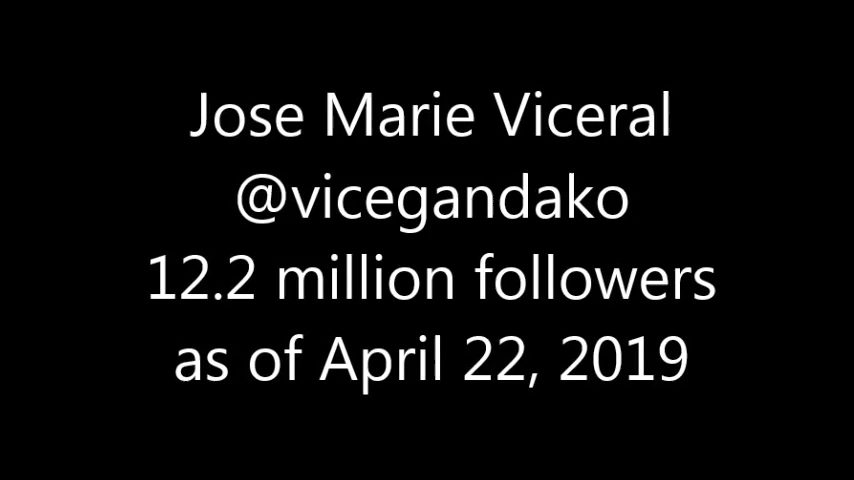 Jose Marie Viceral
@vicegandako
12.2 million followers
as of April 22, 2019